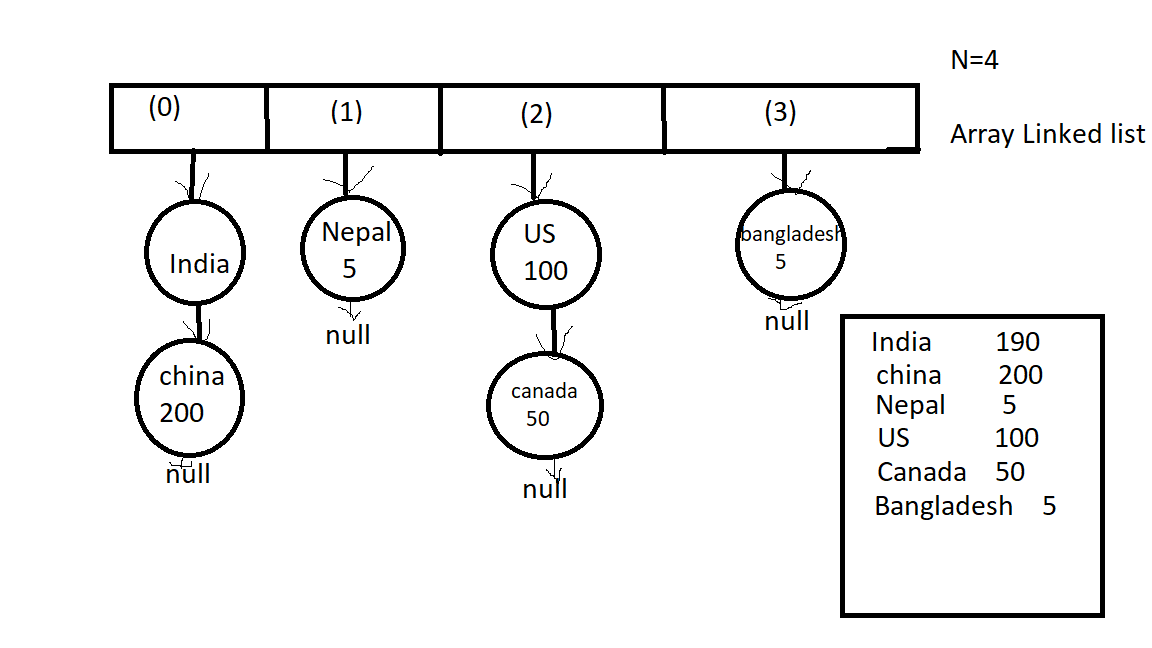 N=4
(0) (1) (2) (3)
Array Linked list
India
Nepal
5
US
100
bangladesh
5
null
null
china
200
canada
50
null
null
India 190
china 200
Nepal 5
US 100
Canada 50
Bangladesh 5